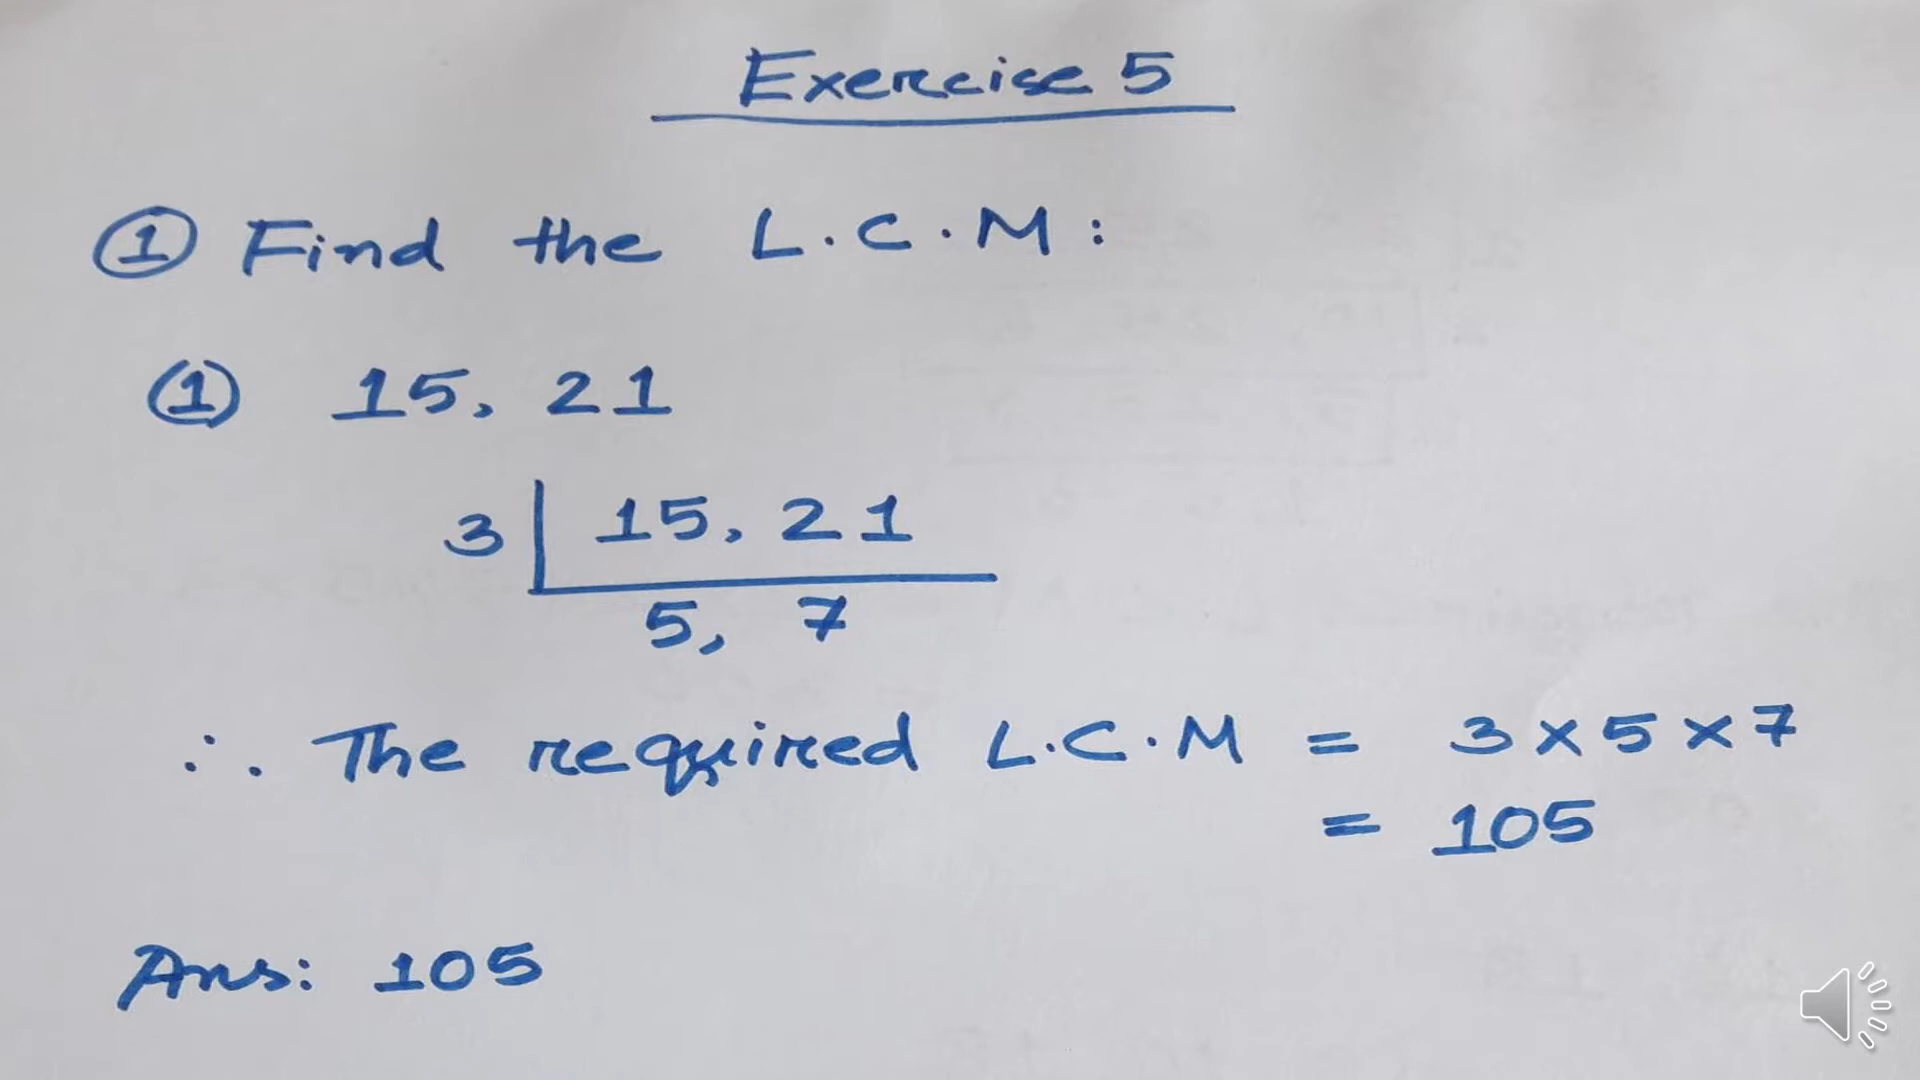 Exercise 5
① Find the L.C.M:
① 15, 21
3 | 15, 21
5, 7
∴ The required L.C.M = 3 × 5 × 7
= 105
Ans: 105